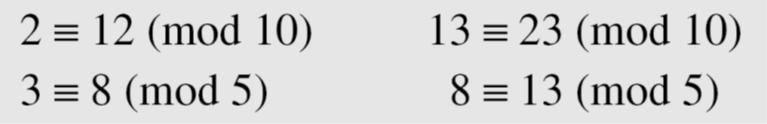 2 ≡ 12 (mod 10) 13 ≡ 23 (mod 10)
3 ≡ 8 (mod 5) 8 ≡ 13 (mod 5)